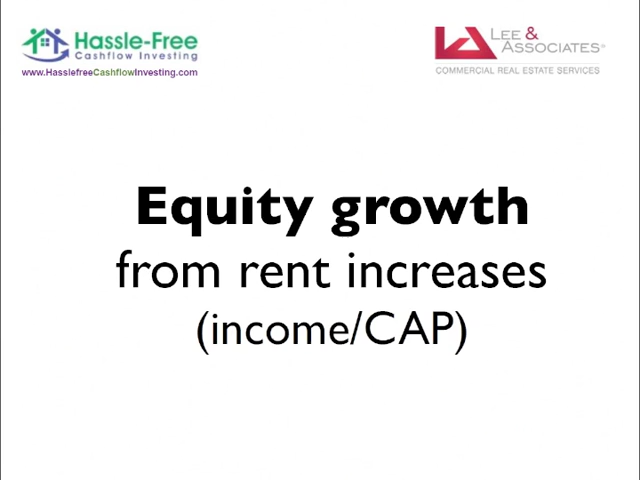 Hassle-Free
Cashflow Investing
www.HasslefreeCashflowInvesting.com
LEE &
ASSOCIATES®
COMMERCIAL REAL ESTATE SERVICES
Equity growth
from rent increases
(income/CAP)